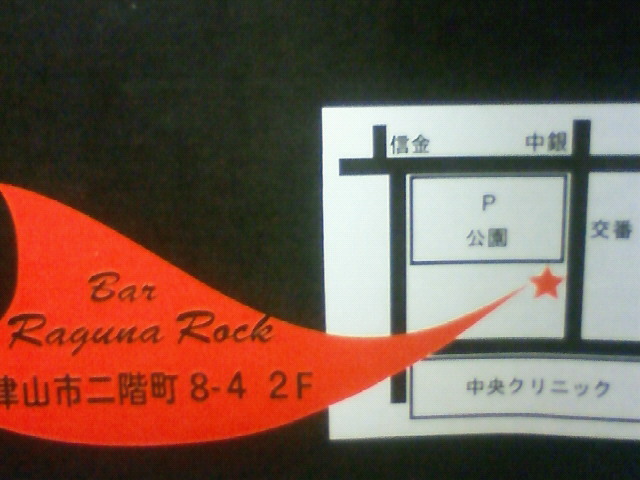 信金
中銀
P
公園
交番
Bar
Raguna Rock
津山市二階町 8-4 2F
中央クリニック